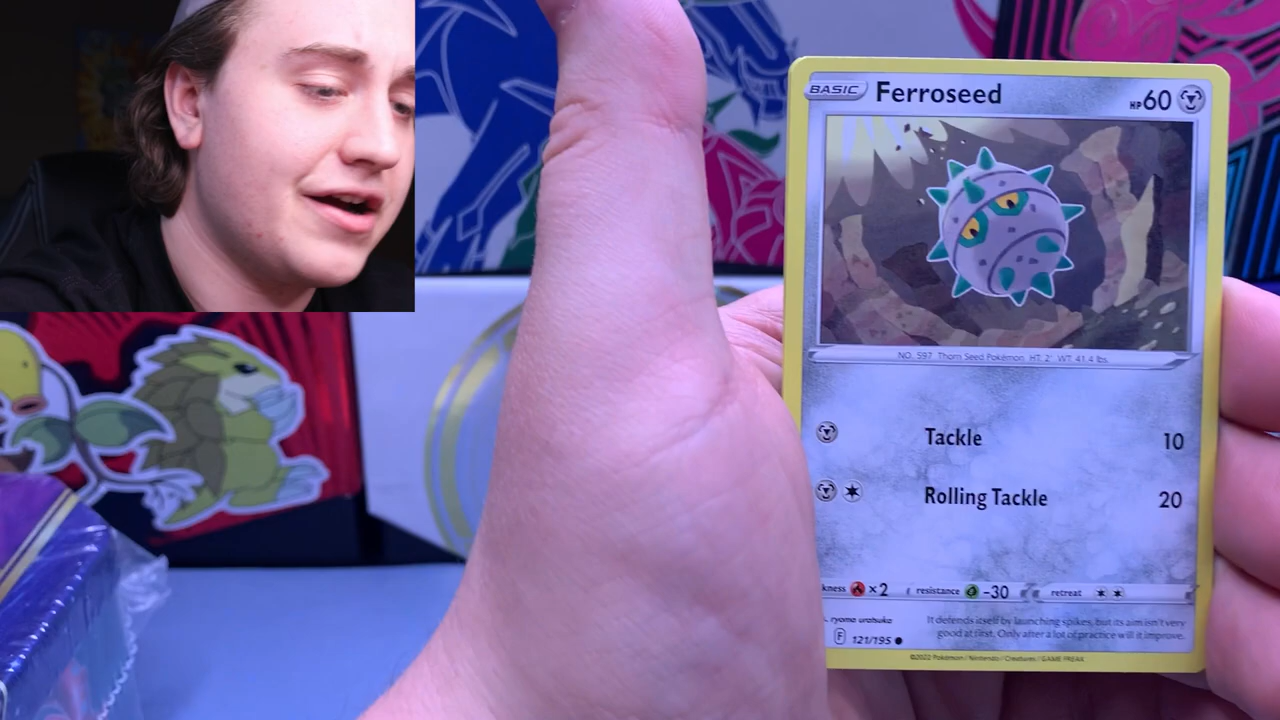 BASIC Ferroseed HP60
NO. 597 Thorn Seed Pokémon HT: 2' WT: 41.4 lbs.
Tackle 10
Rolling Tackle 20
kness ×2 resistance -30 retreat
ryoma uratsuka
It defends itself by launching spikes, but its aim isn't very
good at first. Only after a lot of practice will it improve.
F 121/195
©2022 Pokémon / Nintendo / Creatures / GAME FREAK